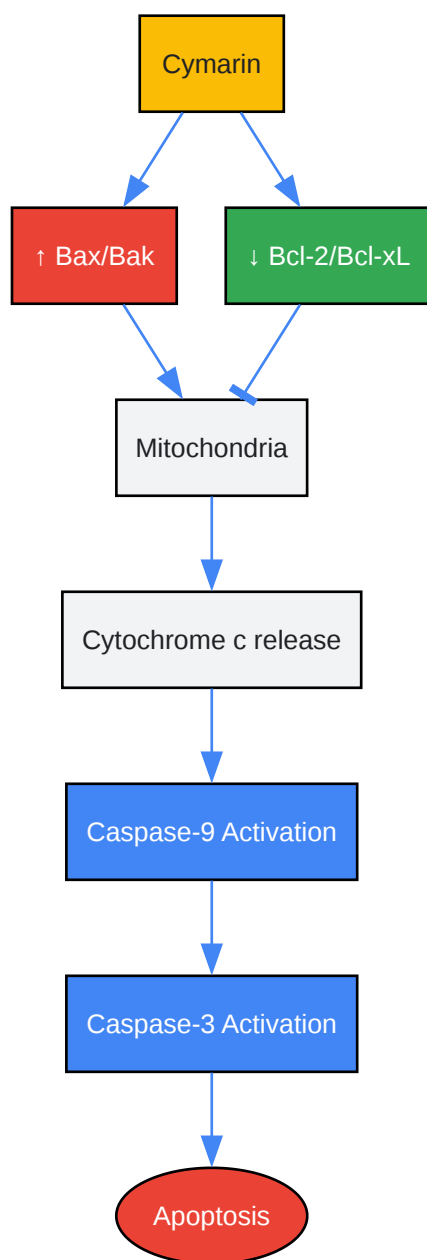 Cymarin
↑ Bax/Bak
↓ Bcl-2/Bcl-xL
Mitochondria
Cytochrome c release
Caspase-9 Activation
Caspase-3 Activation
Apoptosis